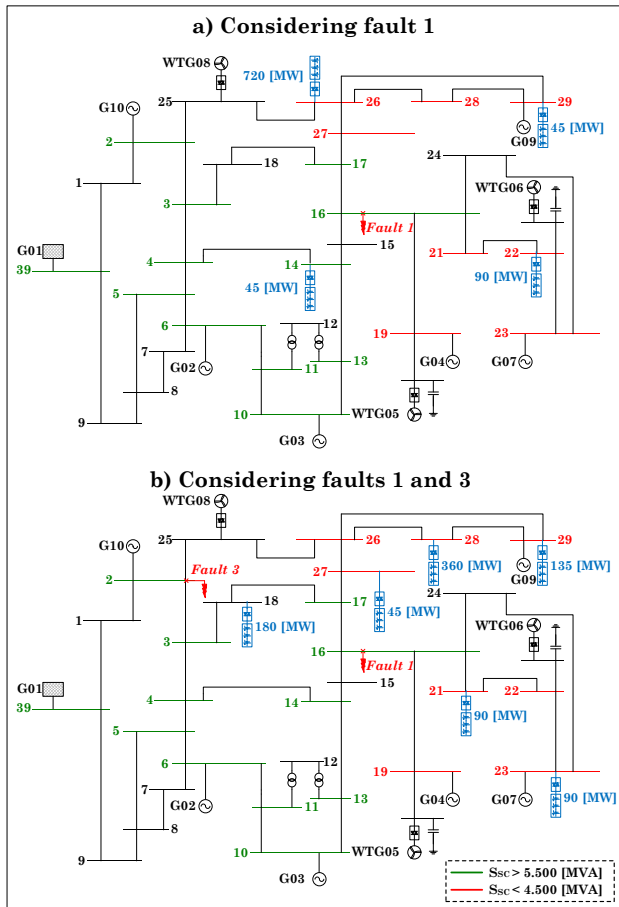 a) Considering fault 1
WTG08
720 [MW]
G10
25
26
28
29
2
27
G09
45 [MW]
18
17
24
1
WTG06
3
16
Fault 1
G01
15
39
4
14
21
22
5
45 [MW]
90 [MW]
6
12
19
23
7
G02
13
G04
G07
8
11
10
WTG05
9
G03
b) Considering faults 1 and 3
WTG08
25
26
28
29
G10
Fault 3
2
27
360 [MW]
G09
135 [MW]
18
17
45 [MW]
24
1
180 [MW]
WTG06
3
16
Fault 1
G01
15
39
4
14
21
22
5
90 [MW]
6
12
19
23
7
G02
13
G04
G07
90 [MW]
8
11
10
WTG05
9
G03
SSC > 5.500 [MVA]
SSC < 4.500 [MVA]